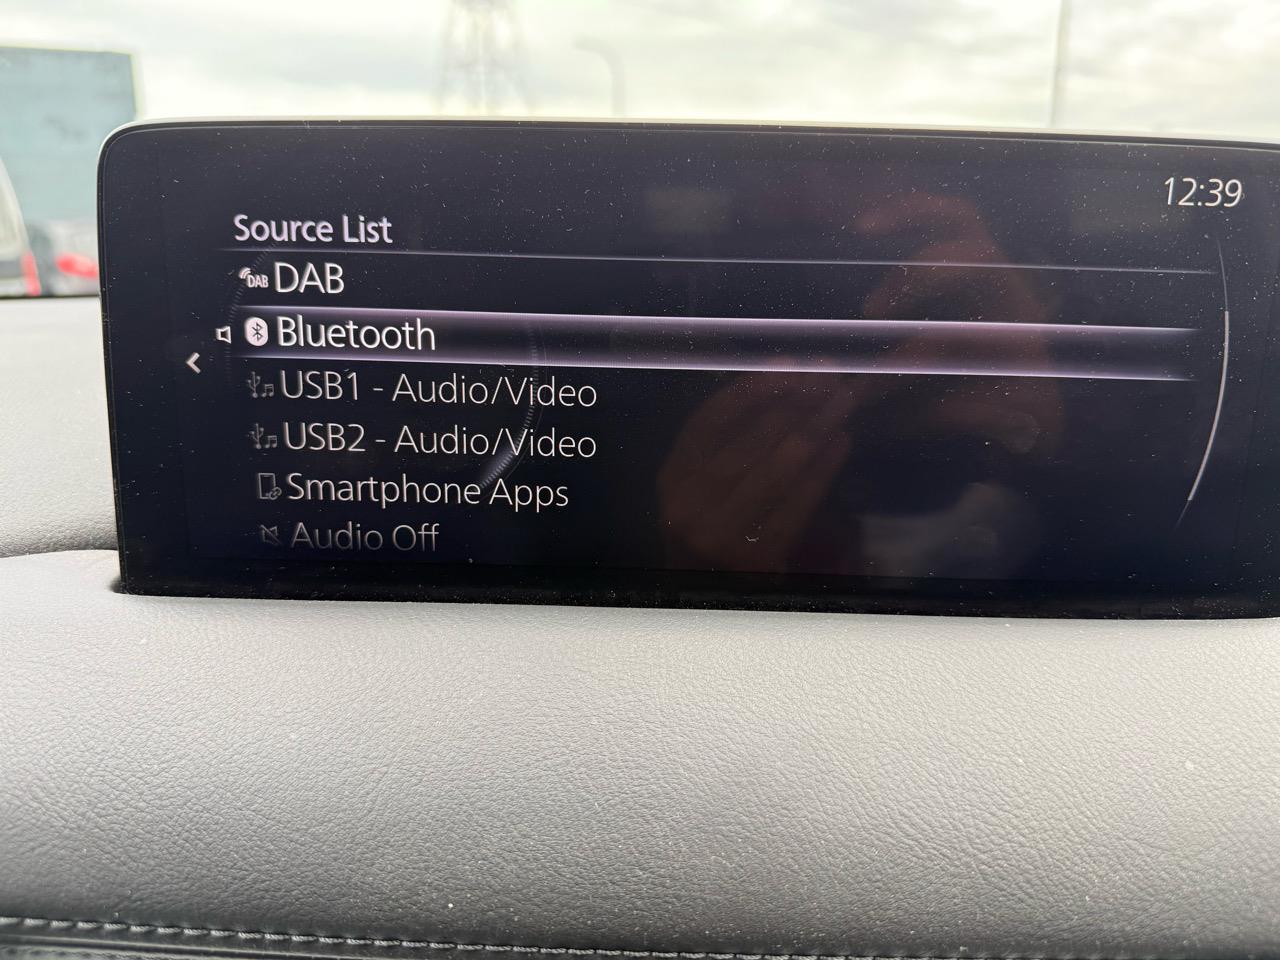 12:39
Source List
DAB DAB
Bluetooth
USB1 - Audio/Video
USB2 - Audio/Video
Smartphone Apps
Audio Off